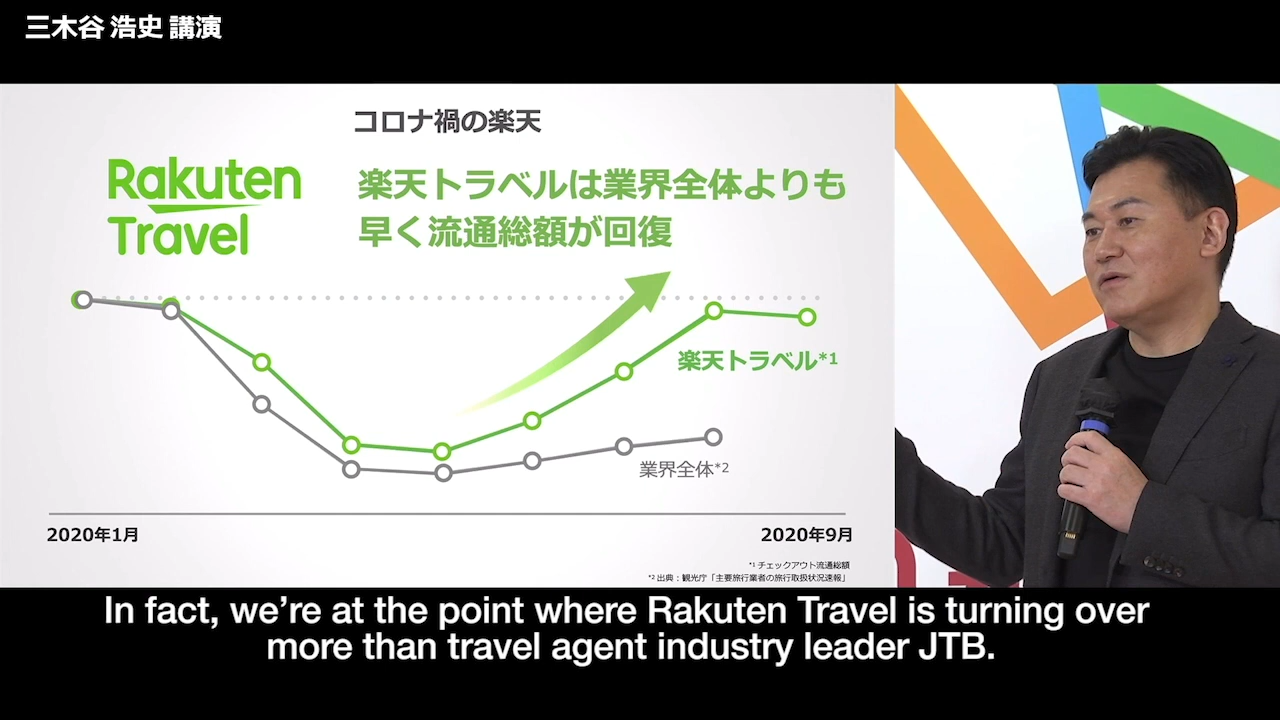 三木谷 浩史 講演
コロナ禍の楽天
Rakuten
Travel
楽天トラベルは業界全体よりも
早く流通総額が回復
楽天トラベル*1
業界全体*2
2020年1月
2020年9月
*1 チェックアウト流通総額
*2 出典：観光庁「主要旅行業者の旅行取扱状況速報」
In fact, we’re at the point where Rakuten Travel is turning over
more than travel agent industry leader JTB.